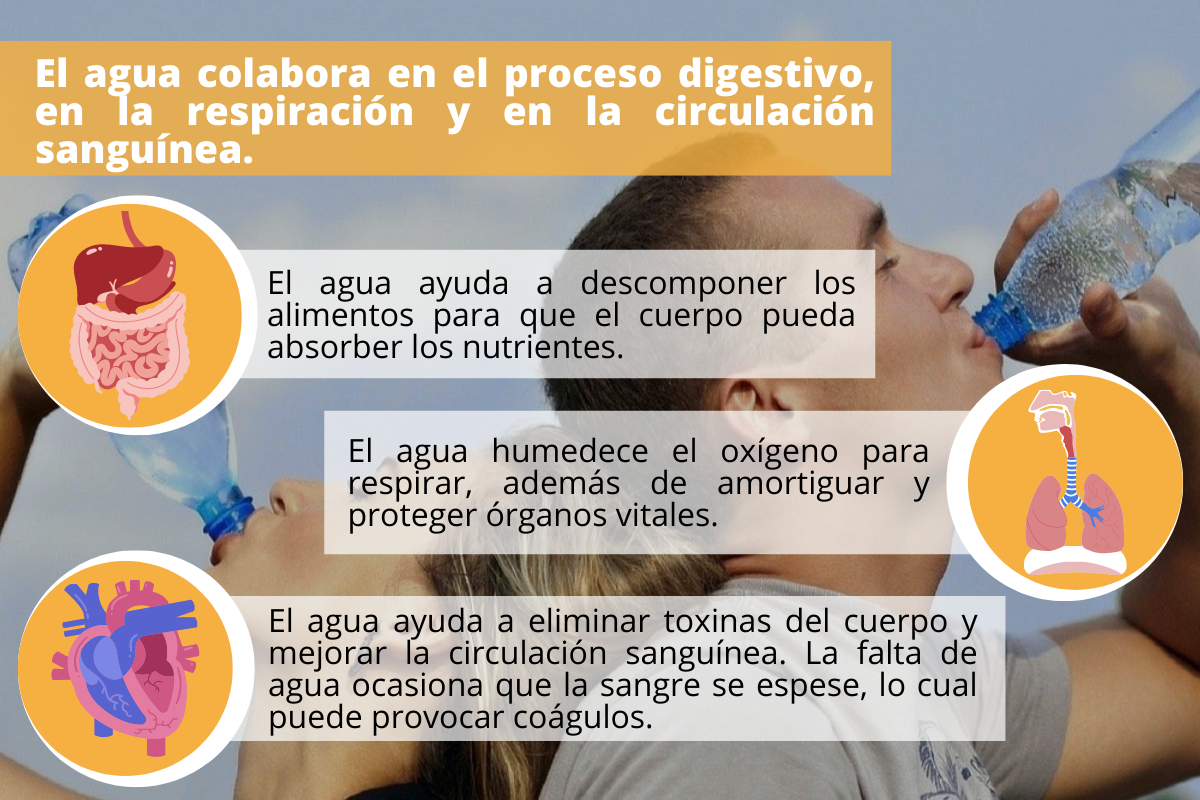 El agua colabora en el proceso digestivo,
en la respiración y en la circulación
sanguínea.
El agua ayuda a descomponer los
alimentos para que el cuerpo pueda
absorber los nutrientes.
El agua humedece el oxígeno para
respirar, además de amortiguar y
proteger órganos vitales.
El agua ayuda a eliminar toxinas del cuerpo y
mejorar la circulación sanguínea. La falta de
agua ocasiona que la sangre se espese, lo cual
puede provocar coágulos.